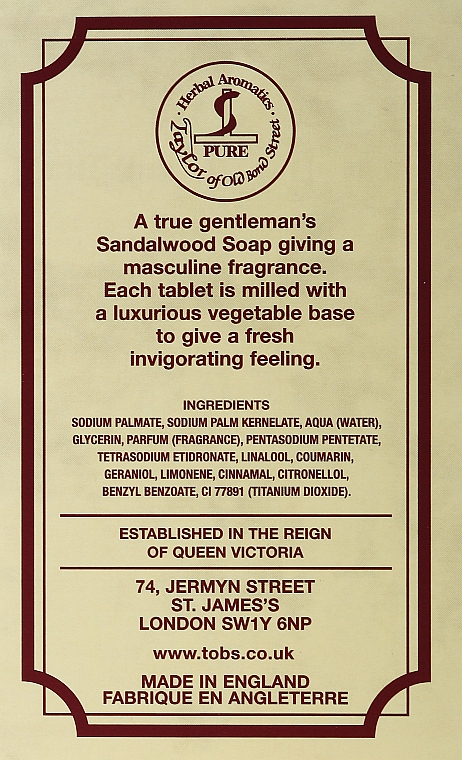 · Herbal Aromatics ·
PURE
Taylor of Old Bond Street
A true gentleman's
Sandalwood Soap giving a
masculine fragrance.
Each tablet is milled with
a luxurious vegetable base
to give a fresh
invigorating feeling.
INGREDIENTS
SODIUM PALMATE, SODIUM PALM KERNELATE, AQUA (WATER),
GLYCERIN, PARFUM (FRAGRANCE), PENTASODIUM PENTETATE,
TETRASODIUM ETIDRONATE, LINALOOL, COUMARIN,
GERANIOL, LIMONENE, CINNAMAL, CITRONELLOL,
BENZYL BENZOATE, CI 77891 (TITANIUM DIOXIDE).
ESTABLISHED IN THE REIGN
OF QUEEN VICTORIA
74, JERMYN STREET
ST. JAMES'S
LONDON SW1Y 6NP
www.tobs.co.uk
MADE IN ENGLAND
FABRIQUE EN ANGLETERRE